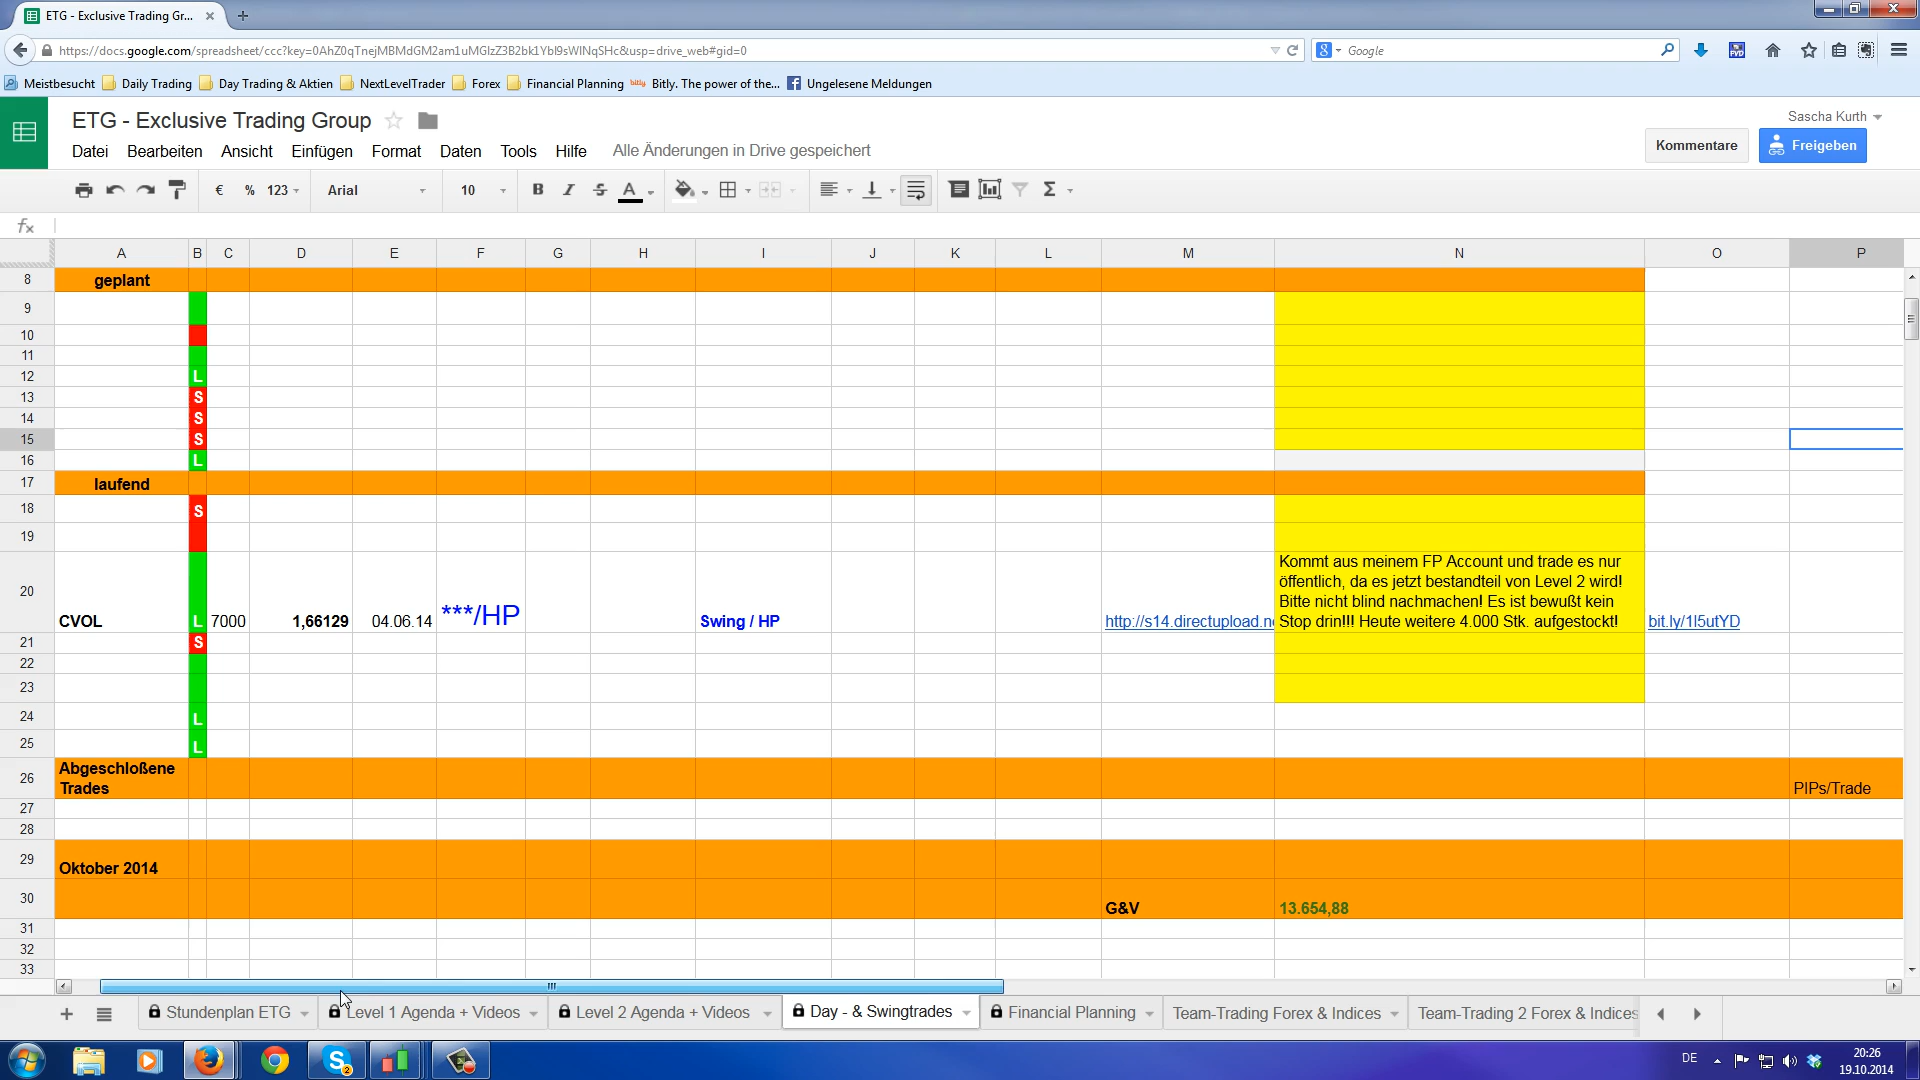 ETG - Exclusive Trading Gr...
https://docs.google.com/spreadsheet/ccc?key=0AhZ0qTnejMBMdGM2am1uMGlzZ3B2bk1Ybl9sWlNqSHc&usp=drive_web#gid=0
Google
Meistbesucht Daily Trading Day Trading & Aktien NextLevelTrader Forex Financial Planning bitly Bitly. The power of the... Ungelesene Meldungen
ETG - Exclusive Trading Group
Sascha Kurth
Datei Bearbeiten Ansicht Einfügen Format Daten Tools Hilfe Alle Änderungen in Drive gespeichert
Kommentare Freigeben
€ % 123 Arial 10 B I S A Σ
fx
A B C D E F G H I J K L M N O P
8 geplant
9
10
11
12 L
13 S
14 S
15 S
16 L
17 laufend
18 S
19
Kommt aus meinem FP Account und trade es nur
öffentlich, da es jetzt bestandteil von Level 2 wird!
Bitte nicht blind nachmachen! Es ist bewußt kein
20 CVOL L 7000 1,66129 04.06.14 ***/HP Swing / HP http://s14.directupload.ne Stop drin!!! Heute weitere 4.000 Stk. aufgestockt! bit.ly/1l5utYD
21 S
22
23
24 L
25 L
26 Abgeschloßene
Trades PIPs/Trade
27
28
29 Oktober 2014
30 G&V 13.654,88
31
32
33
Stundenplan ETG Level 1 Agenda + Videos Level 2 Agenda + Videos Day - & Swingtrades Financial Planning Team-Trading Forex & Indices Team-Trading 2 Forex & Indices
DE 20:26
19.10.2014